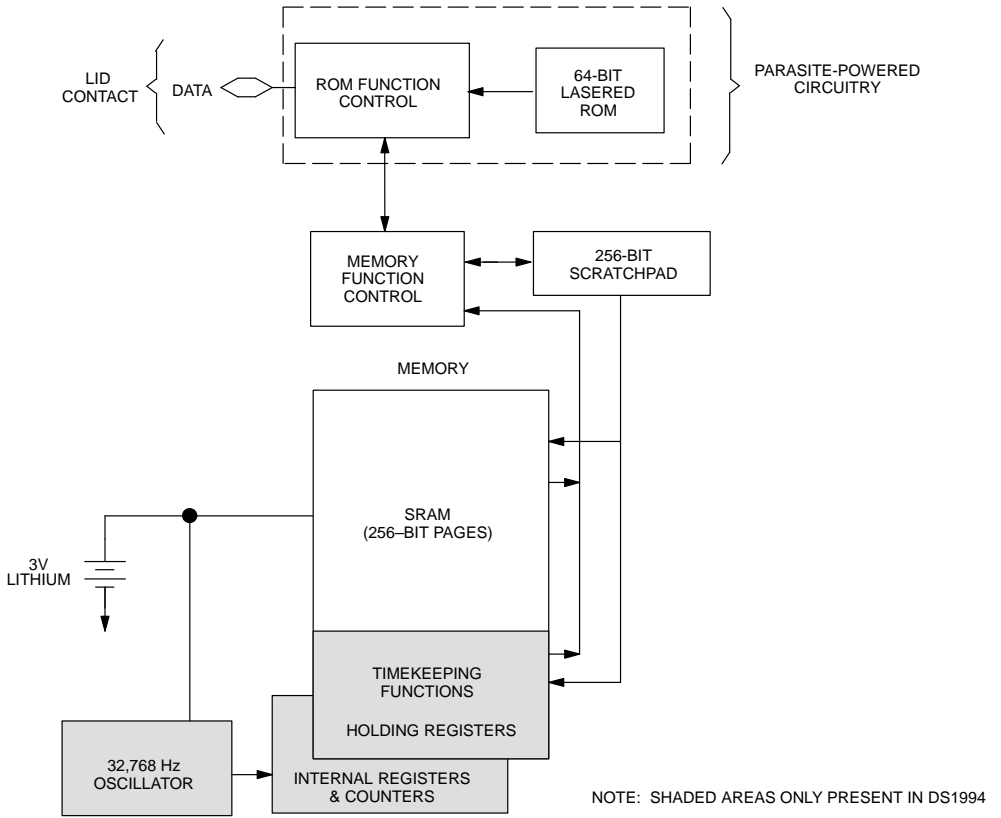 LID
CONTACT
DATA
ROM FUNCTION
CONTROL
64-BIT
LASERED
ROM
PARASITE-POWERED
CIRCUITRY
MEMORY
FUNCTION
CONTROL
256-BIT
SCRATCHPAD
MEMORY
SRAM
(256–BIT PAGES)
3V
LITHIUM
TIMEKEEPING
FUNCTIONS
HOLDING REGISTERS
32,768 Hz
OSCILLATOR
INTERNAL REGISTERS
& COUNTERS
NOTE: SHADED AREAS ONLY PRESENT IN DS1994